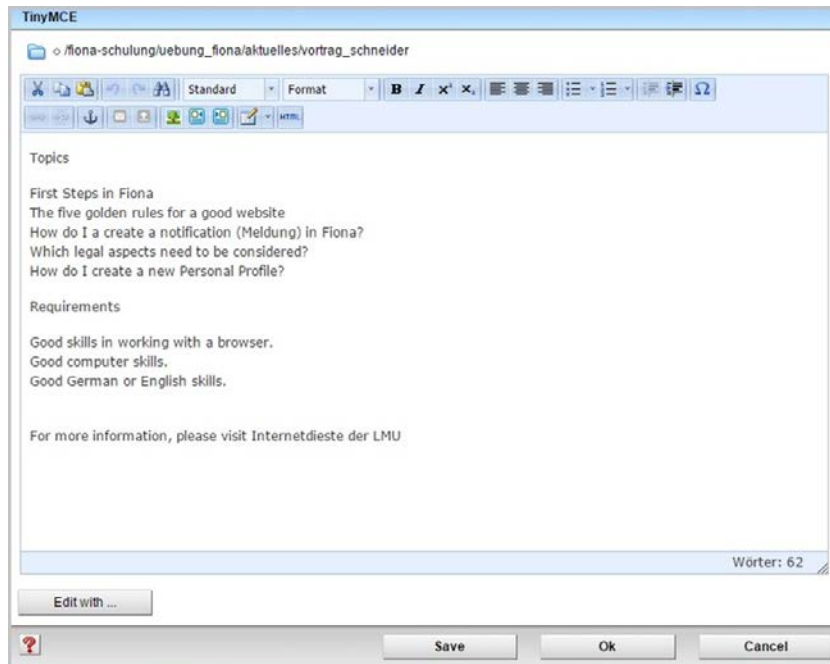 TinyMCE
/fiona-schulung/uebung_fiona/aktuelles/vortrag_schneider
Standard Format B I x² x₂ Ω
HTML
Topics
First Steps in Fiona
The five golden rules for a good website
How do I a create a notification (Meldung) in Fiona?
Which legal aspects need to be considered?
How do I create a new Personal Profile?
Requirements
Good skills in working with a browser.
Good computer skills.
Good German or English skills.
For more information, please visit Internetdieste der LMU
Wörter: 62
Edit with ...
? Save Ok Cancel